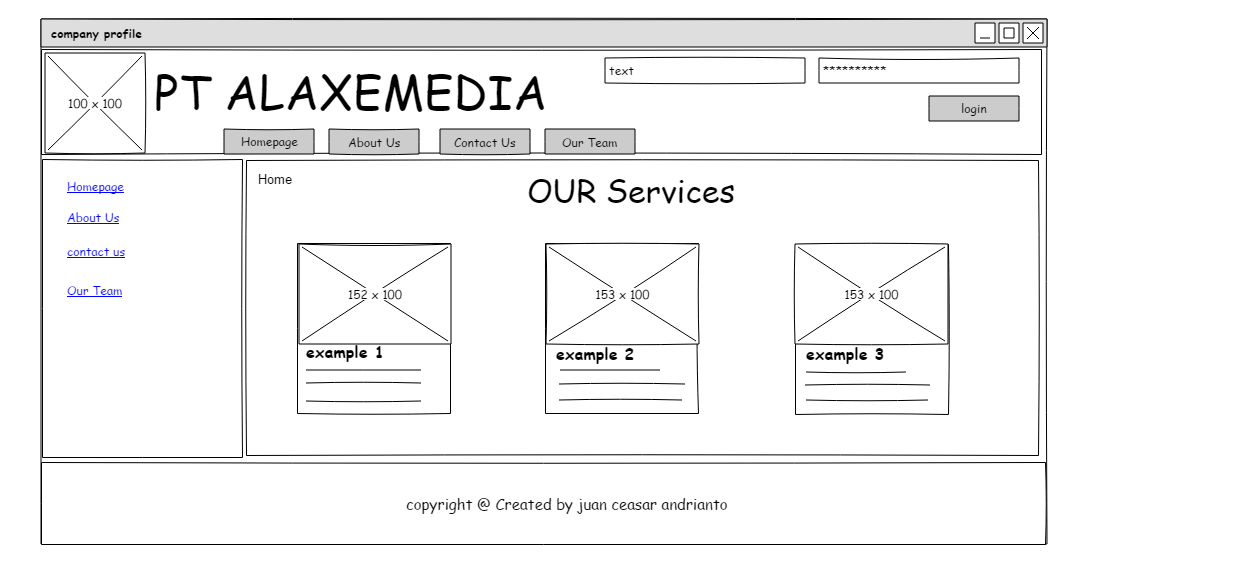 company profile
100 x 100
PT ALAXEMEDIA
text
**********
login
Homepage
About Us
Contact Us
Our Team
Homepage
About Us
contact us
Our Team
Home
OUR Services
152 x 100
153 x 100
153 x 100
example 1
example 2
example 3
copyright @ Created by juan ceasar andrianto